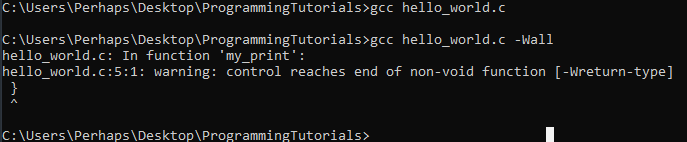 C:\Users\Perhaps\Desktop\ProgrammingTutorials>gcc hello_world.c
C:\Users\Perhaps\Desktop\ProgrammingTutorials>gcc hello_world.c -Wall
hello_world.c: In function 'my_print':
hello_world.c:5:1: warning: control reaches end of non-void function [-Wreturn-type]
 }
 ^
C:\Users\Perhaps\Desktop\ProgrammingTutorials>